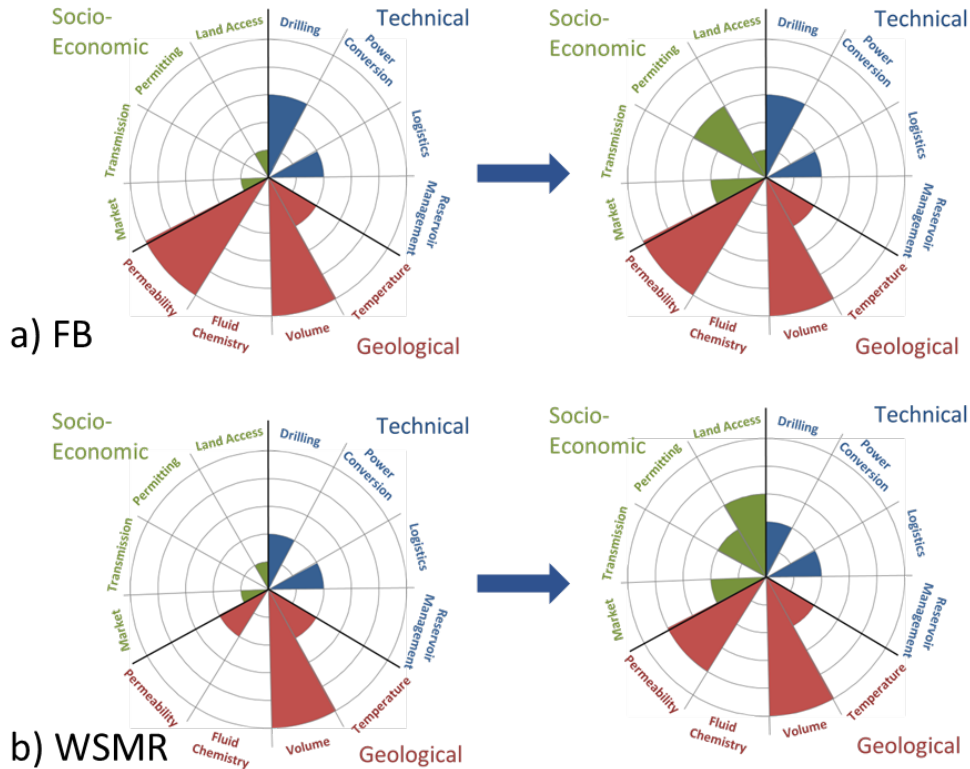 Socio-
Economic
Technical
Land Access
Drilling
Power
Conversion
Logistics
Reservoir
Management
Temperature
Volume
Fluid
Chemistry
Permeability
Market
Transmission
Permitting
Geological
a) FB
Socio-
Economic
Technical
Land Access
Drilling
Power
Conversion
Logistics
Reservoir
Management
Temperature
Volume
Fluid
Chemistry
Permeability
Market
Transmission
Permitting
Geological
Socio-
Economic
Technical
Land Access
Drilling
Power
Conversion
Logistics
Reservoir
Management
Temperature
Volume
Fluid
Chemistry
Permeability
Market
Transmission
Permitting
Geological
b) WSMR
Socio-
Economic
Technical
Land Access
Drilling
Power
Conversion
Logistics
Reservoir
Management
Temperature
Volume
Fluid
Chemistry
Permeability
Market
Transmission
Permitting
Geological